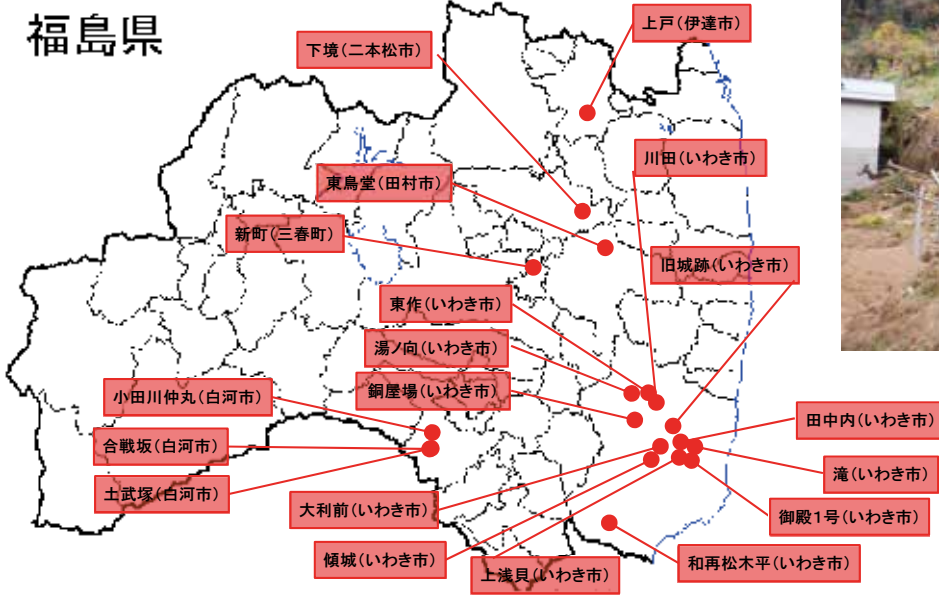 福島県
上戸(伊達市)
下境(二本松市)
川田(いわき市)
東鳥堂(田村市)
新町(三春町)
旧城跡(いわき市)
東作(いわき市)
湯ノ向(いわき市)
銅屋場(いわき市)
小田川仲丸(白河市)
田中内(いわき市)
合戦坂(白河市)
滝(いわき市)
土武塚(白河市)
大利前(いわき市)
御殿1号(いわき市)
傾城(いわき市)
上浅貝(いわき市)
和再松木平(いわき市)